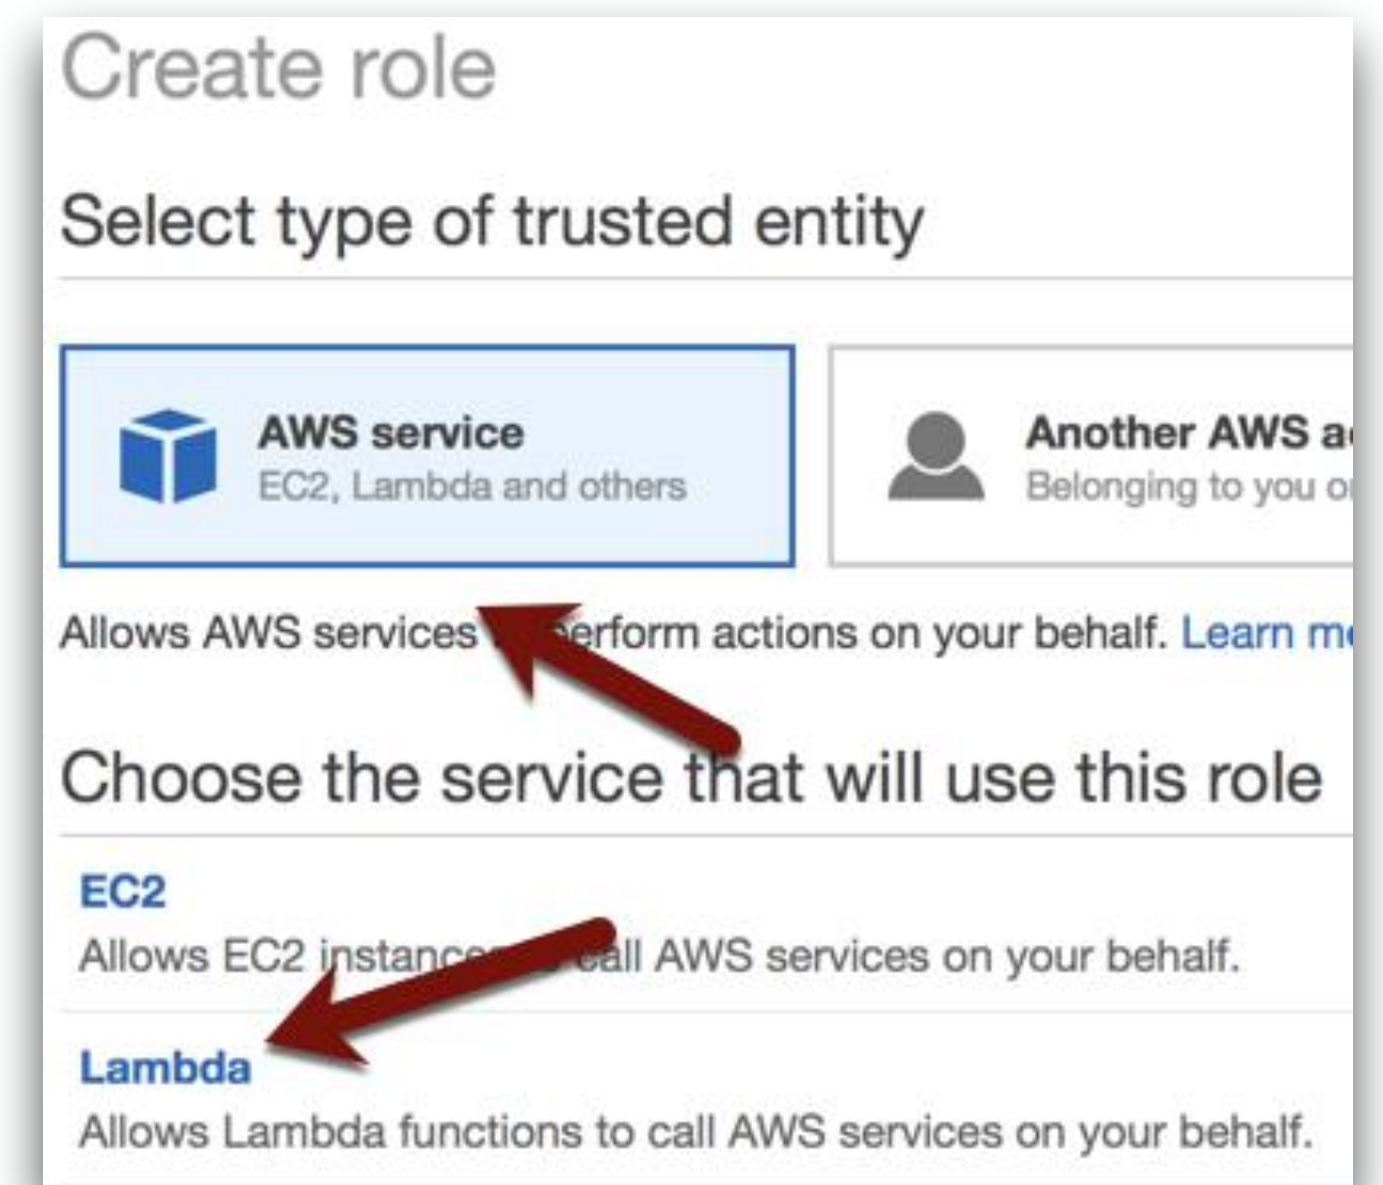 Create role
Select type of trusted entity
AWS service
EC2, Lambda and others
Another AWS a
Belonging to you o
Allows AWS services perform actions on your behalf. Learn m
Choose the service that will use this role
EC2
Allows EC2 instances call AWS services on your behalf.
Lambda
Allows Lambda functions to call AWS services on your behalf.